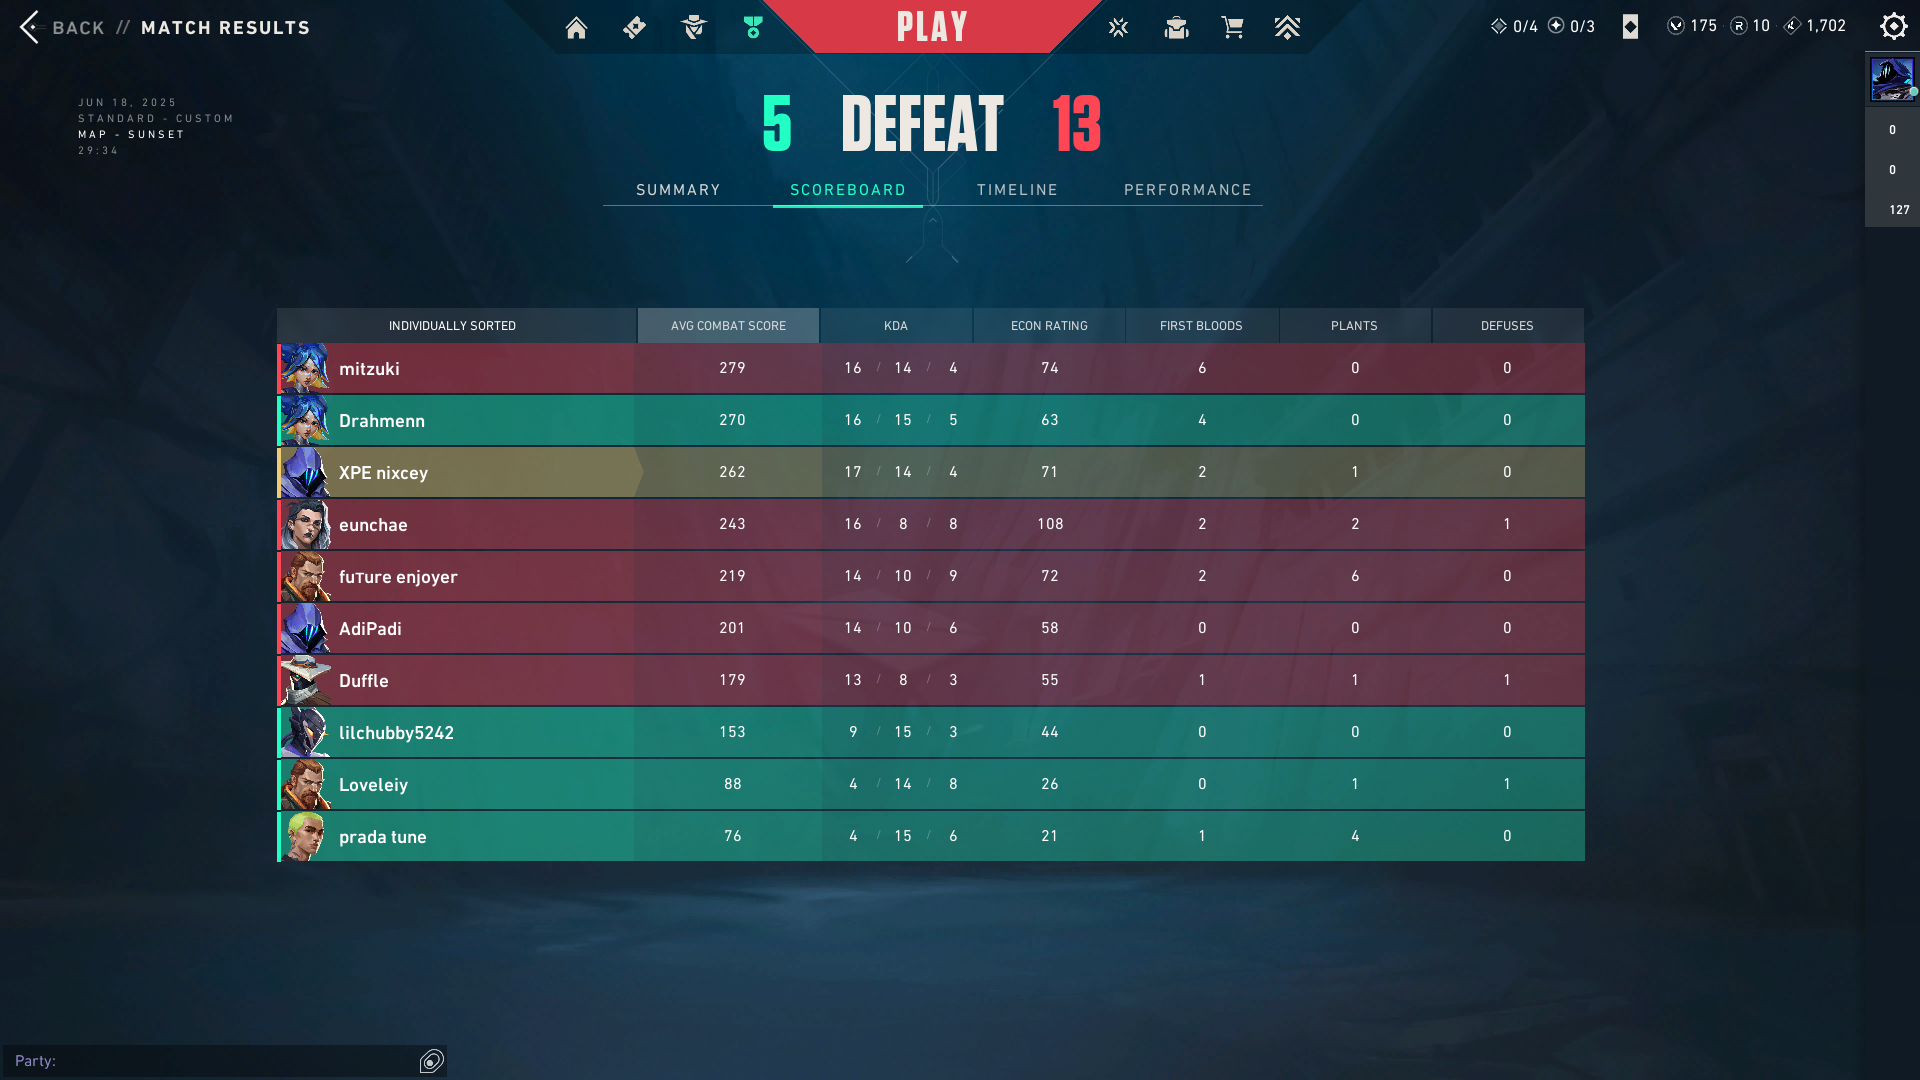 BACK // MATCH RESULTS
PLAY
0/4 0/3 175 R 10 1,702
JUN 18, 2025
STANDARD - CUSTOM
MAP - SUNSET
29:34
5 DEFEAT 13
SUMMARY SCOREBOARD TIMELINE PERFORMANCE
0
0
127
INDIVIDUALLY SORTED AVG COMBAT SCORE KDA ECON RATING FIRST BLOODS PLANTS DEFUSES
mitzuki 279 16 / 14 / 4 74 6 0 0
Drahmenn 270 16 / 15 / 5 63 4 0 0
XPE nixcey 262 17 / 14 / 4 71 2 1 0
eunchae 243 16 / 8 / 8 108 2 2 1
fuтure enjoyer 219 14 / 10 / 9 72 2 6 0
AdiPadi 201 14 / 10 / 6 58 0 0 0
Duffle 179 13 / 8 / 3 55 1 1 1
lilchubby5242 153 9 / 15 / 3 44 0 0 0
Loveleiy 88 4 / 14 / 8 26 0 1 1
prada tune 76 4 / 15 / 6 21 1 4 0
Party: